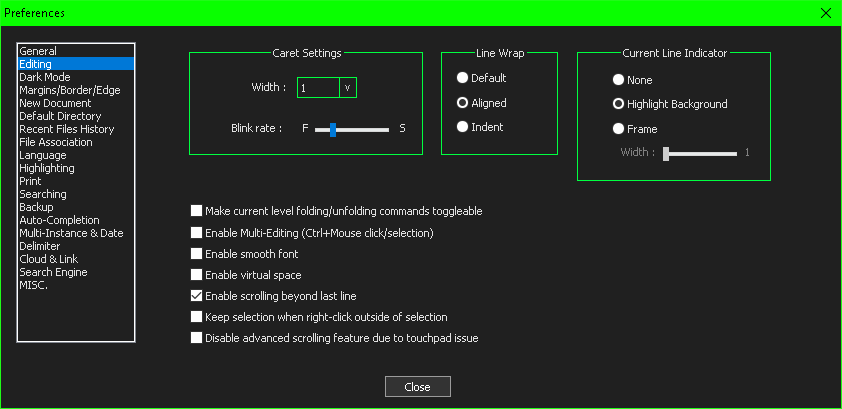 Preferences
General
Editing
Dark Mode
Margins/Border/Edge
New Document
Default Directory
Recent Files History
File Association
Language
Highlighting
Print
Searching
Backup
Auto-Completion
Multi-Instance & Date
Delimiter
Cloud & Link
Search Engine
MISC.
Caret Settings
Width :
1
v
Blink rate :
F
S
Line Wrap
Default
Aligned
Indent
Current Line Indicator
None
Highlight Background
Frame
Width :
1
Make current level folding/unfolding commands toggleable
Enable Multi-Editing (Ctrl+Mouse click/selection)
Enable smooth font
Enable virtual space
Enable scrolling beyond last line
Keep selection when right-click outside of selection
Disable advanced scrolling feature due to touchpad issue
Close